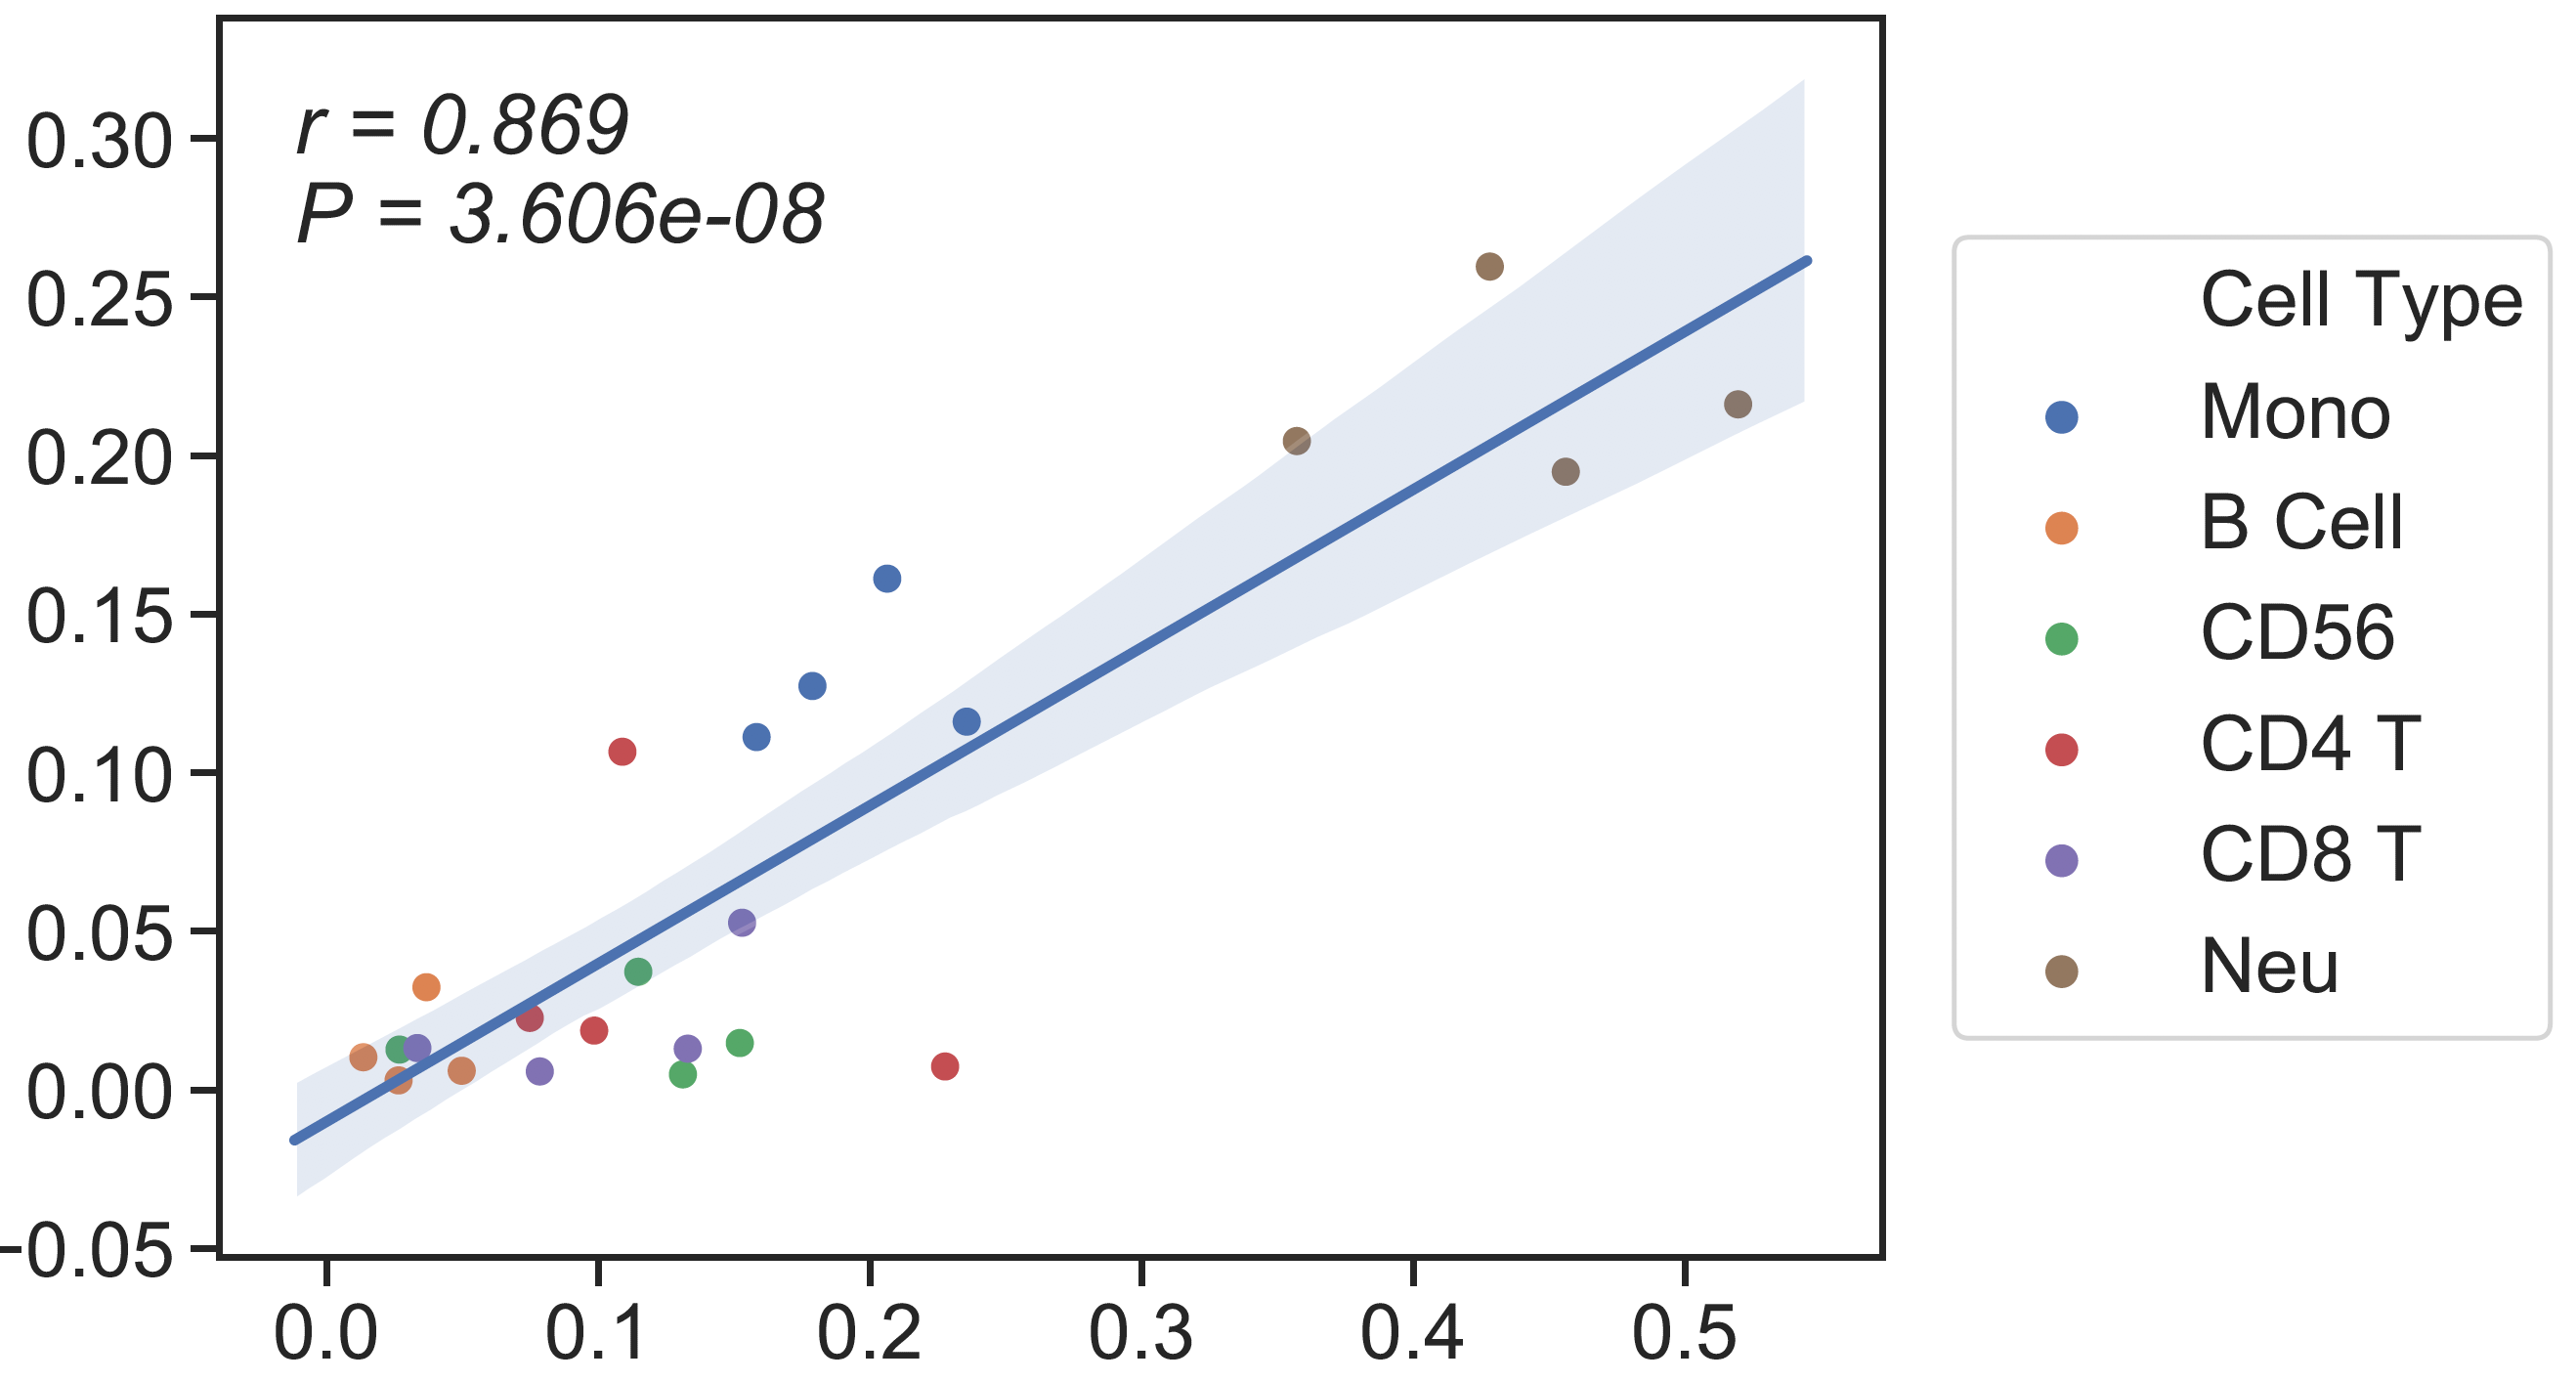 r = 0.869
P = 3.606e-08
0.30
0.25
0.20
0.15
0.10
0.05
0.00
−0.05
0.0 0.1 0.2 0.3 0.4 0.5
Cell Type
Mono
B Cell
CD56
CD4 T
CD8 T
Neu